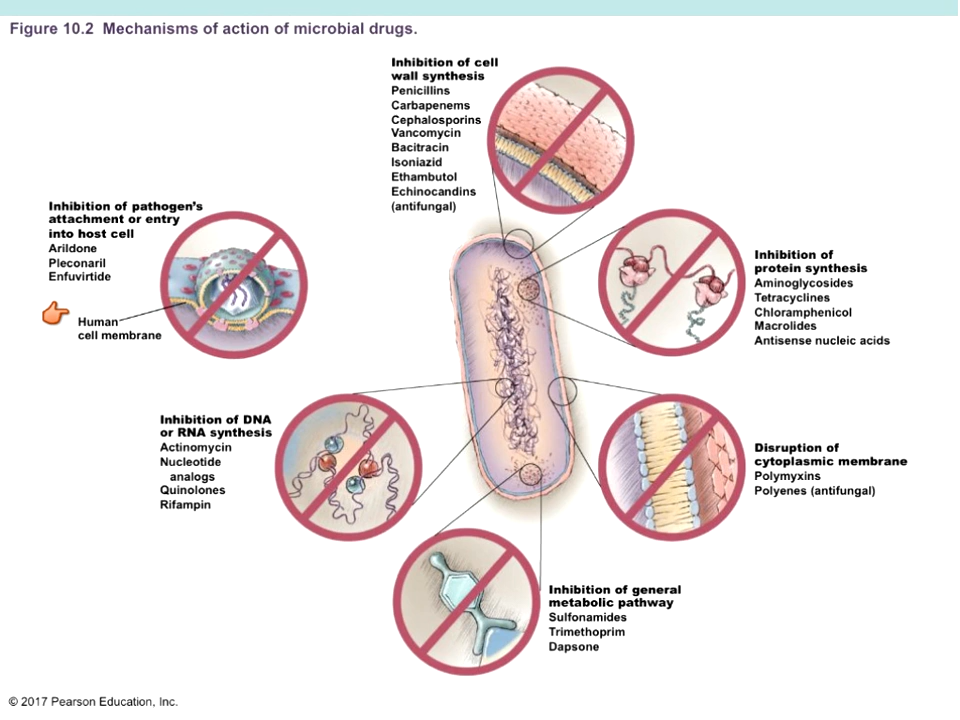 Figure 10.2 Mechanisms of action of microbial drugs.
Inhibition of cell
wall synthesis
Penicillins
Carbapenems
Cephalosporins
Vancomycin
Bacitracin
Isoniazid
Ethambutol
Echinocandins
(antifungal)
Inhibition of pathogen's
attachment or entry
into host cell
Arildone
Pleconaril
Enfuvirtide
Human
cell membrane
Inhibition of
protein synthesis
Aminoglycosides
Tetracyclines
Chloramphenicol
Macrolides
Antisense nucleic acids
Inhibition of DNA
or RNA synthesis
Actinomycin
Nucleotide
analogs
Quinolones
Rifampin
Disruption of
cytoplasmic membrane
Polymyxins
Polyenes (antifungal)
Inhibition of general
metabolic pathway
Sulfonamides
Trimethoprim
Dapsone
© 2017 Pearson Education, Inc.